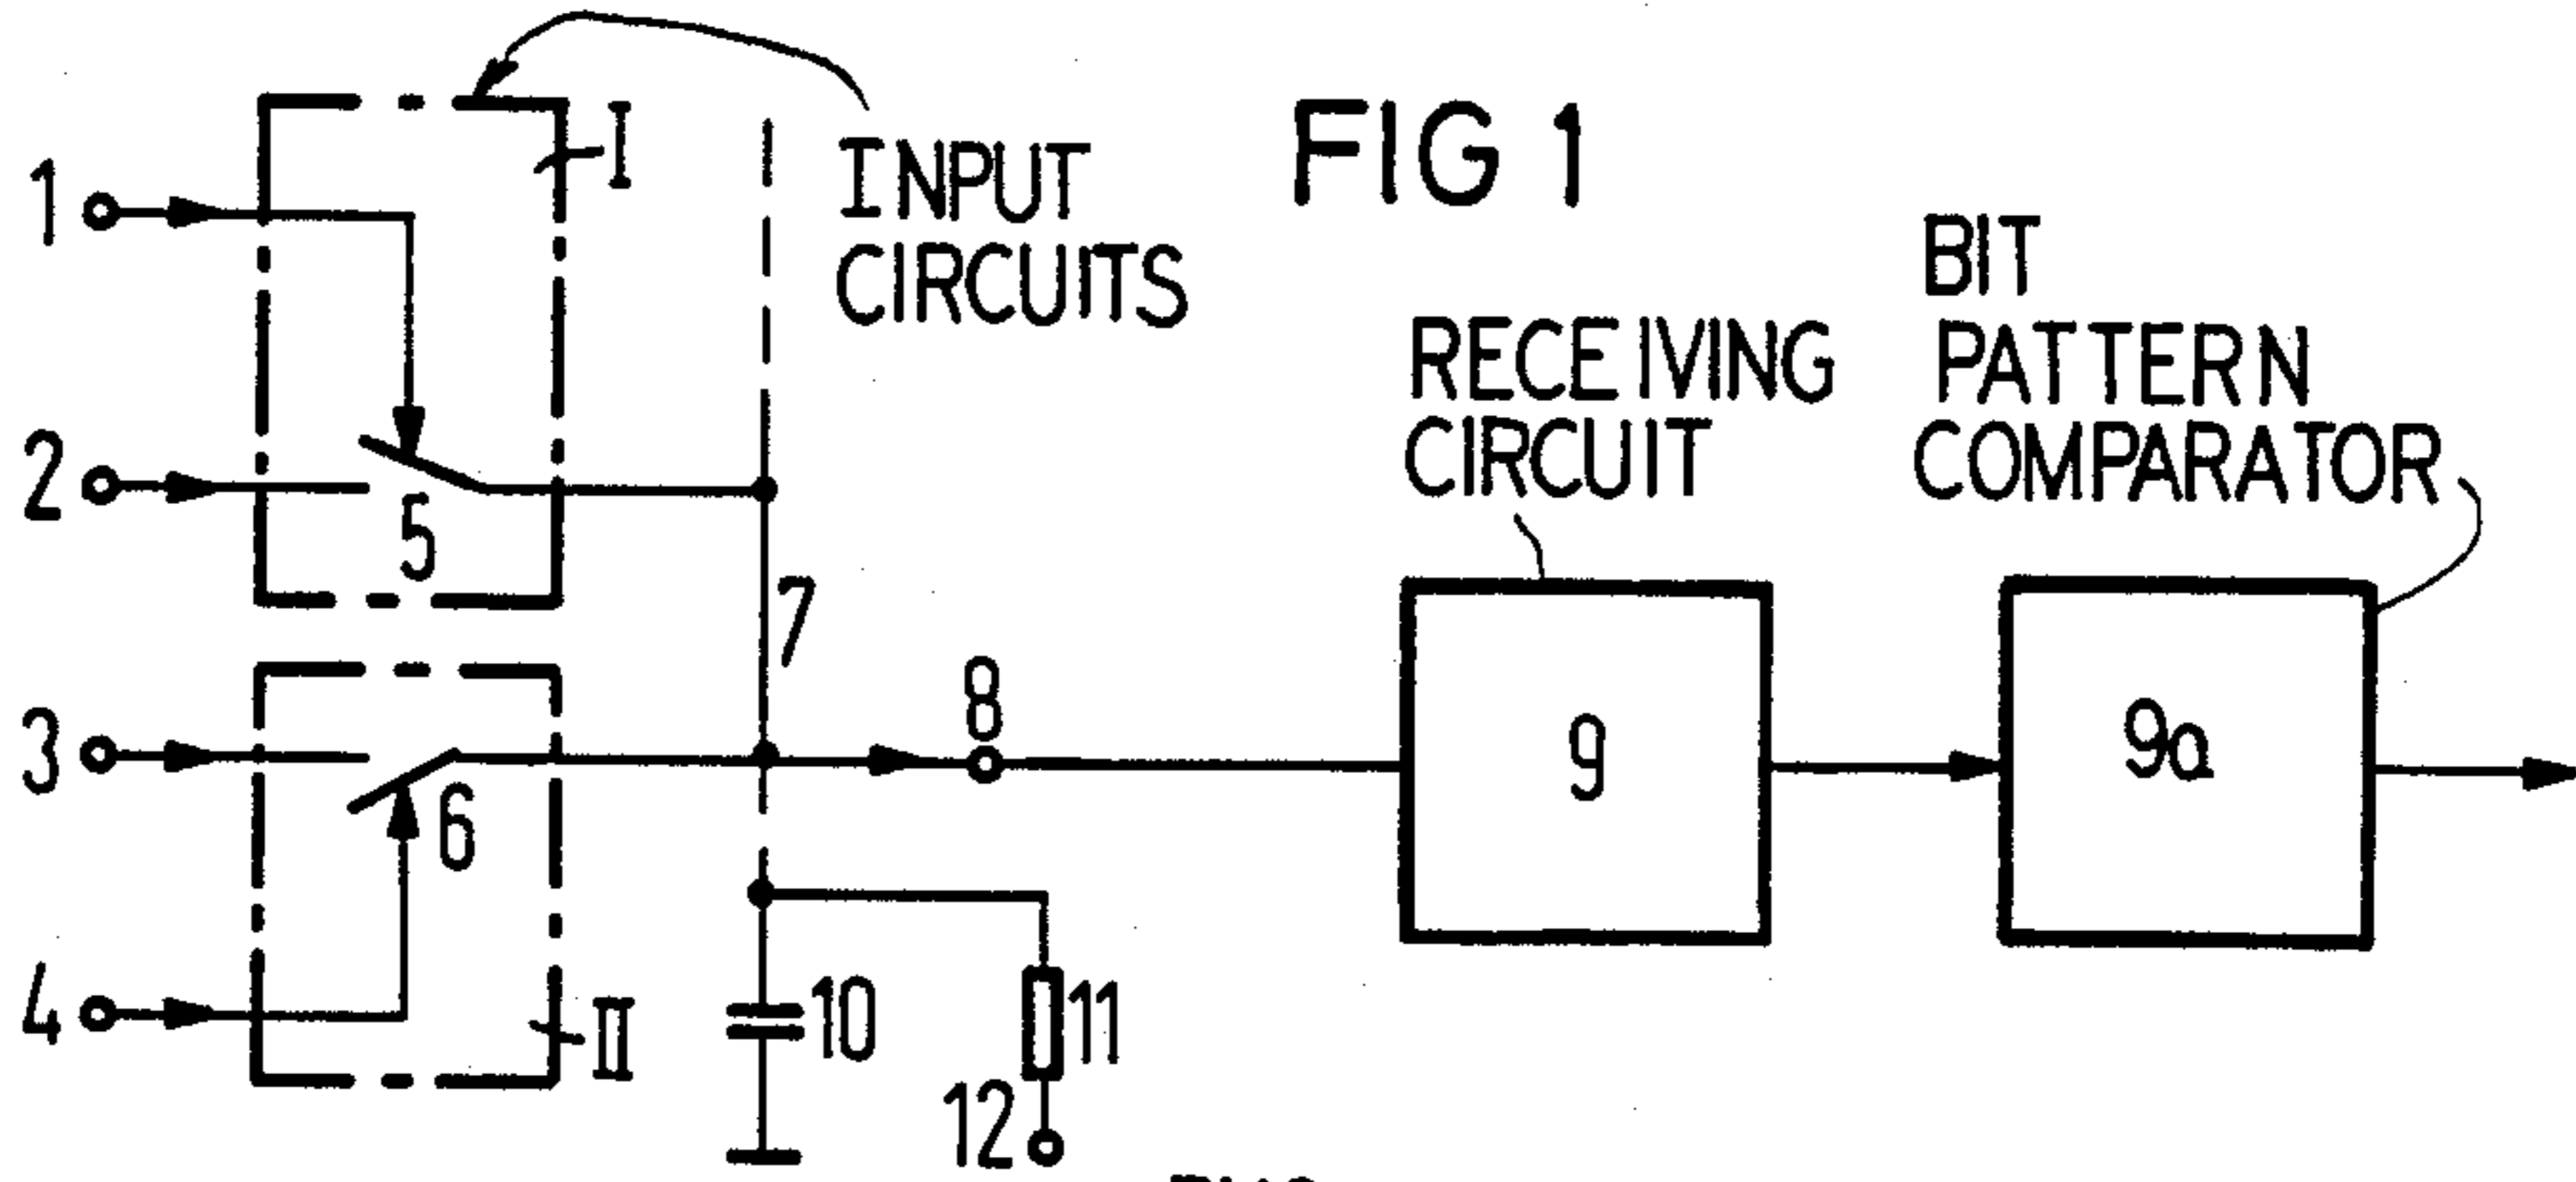 FIG 1
INPUT
CIRCUITS
I
1
2
5
RECEIVING
CIRCUIT
BIT
PATTERN
COMPARATOR
7
8
3
6
9
9a
4
II
10
11
12